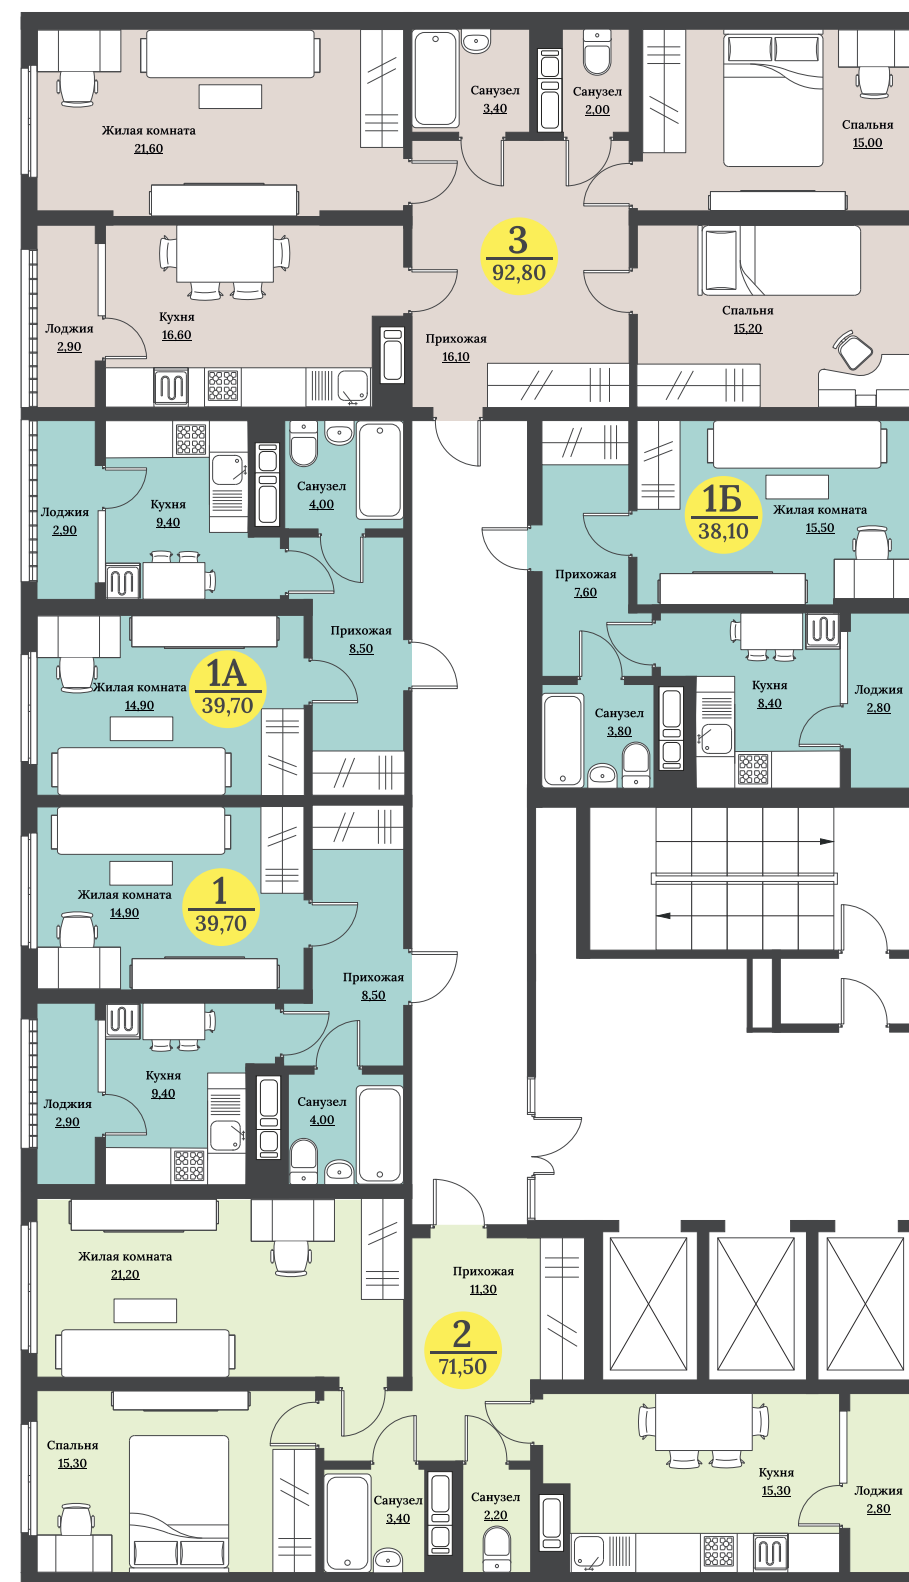 Жилая комната
21,60
Санузел
3,40
Санузел
2,00
Спальня
15,00
3
92,80
Лоджия
2,90
Кухня
16,60
Прихожая
16,10
Спальня
15,20
Лоджия
2,90
Кухня
9,40
Санузел
4,00
1Б
38,10
Жилая комната
15,50
Прихожая
7,60
Прихожая
8,50
1А
39,70
Жилая комната
14,90
Кухня
8,40
Лоджия
2,80
Санузел
3,80
Жилая комната
14,90
1
39,70
Прихожая
8,50
Кухня
9,40
Лоджия
2,90
Санузел
4,00
Жилая комната
21,20
Прихожая
11,30
2
71,50
Спальня
15,30
Санузел
3,40
Санузел
2,20
Кухня
15,30
Лоджия
2,80